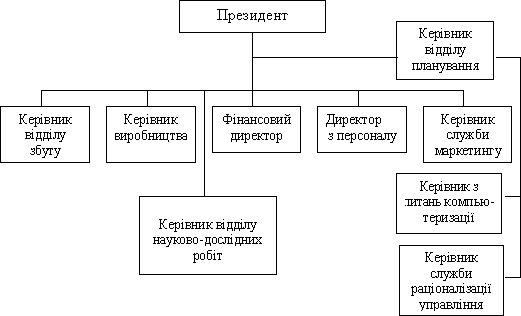 Президент
Керівник
відділу
планування
Керівник
відділу
збуту
Керівник
виробництва
Фінансовий
директор
Директор
з персоналу
Керівник
служби
маркетингу
Керівник відділу
науково-дослідних
робіт
Керівник з
питань компью-
теризації
Керівник
служби
раціоналізації
управління